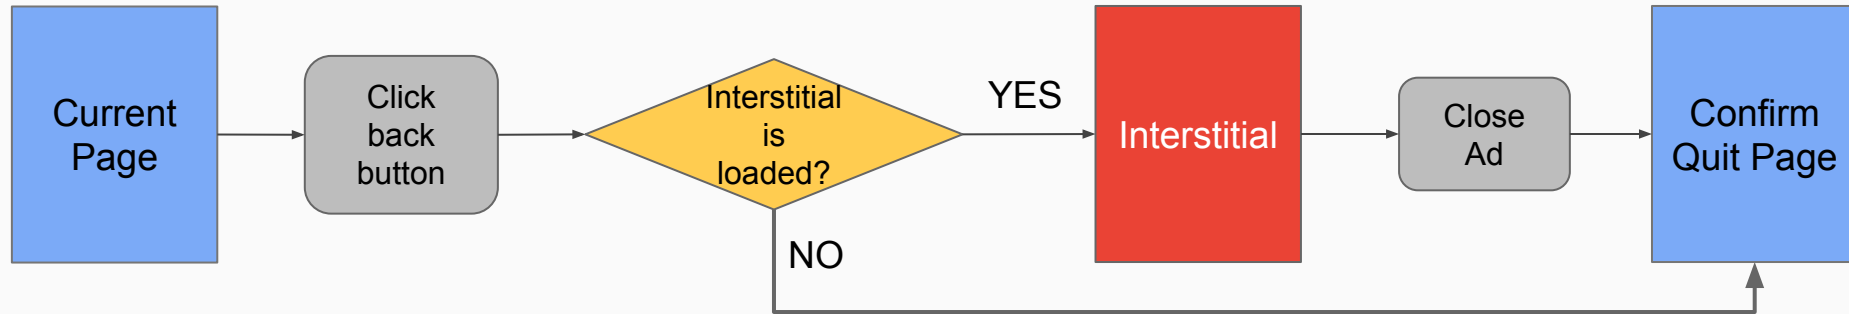 Current
Page
Click
back
button
Interstitial
is
loaded?
YES
NO
Interstitial
Close
Ad
Confirm
Quit Page